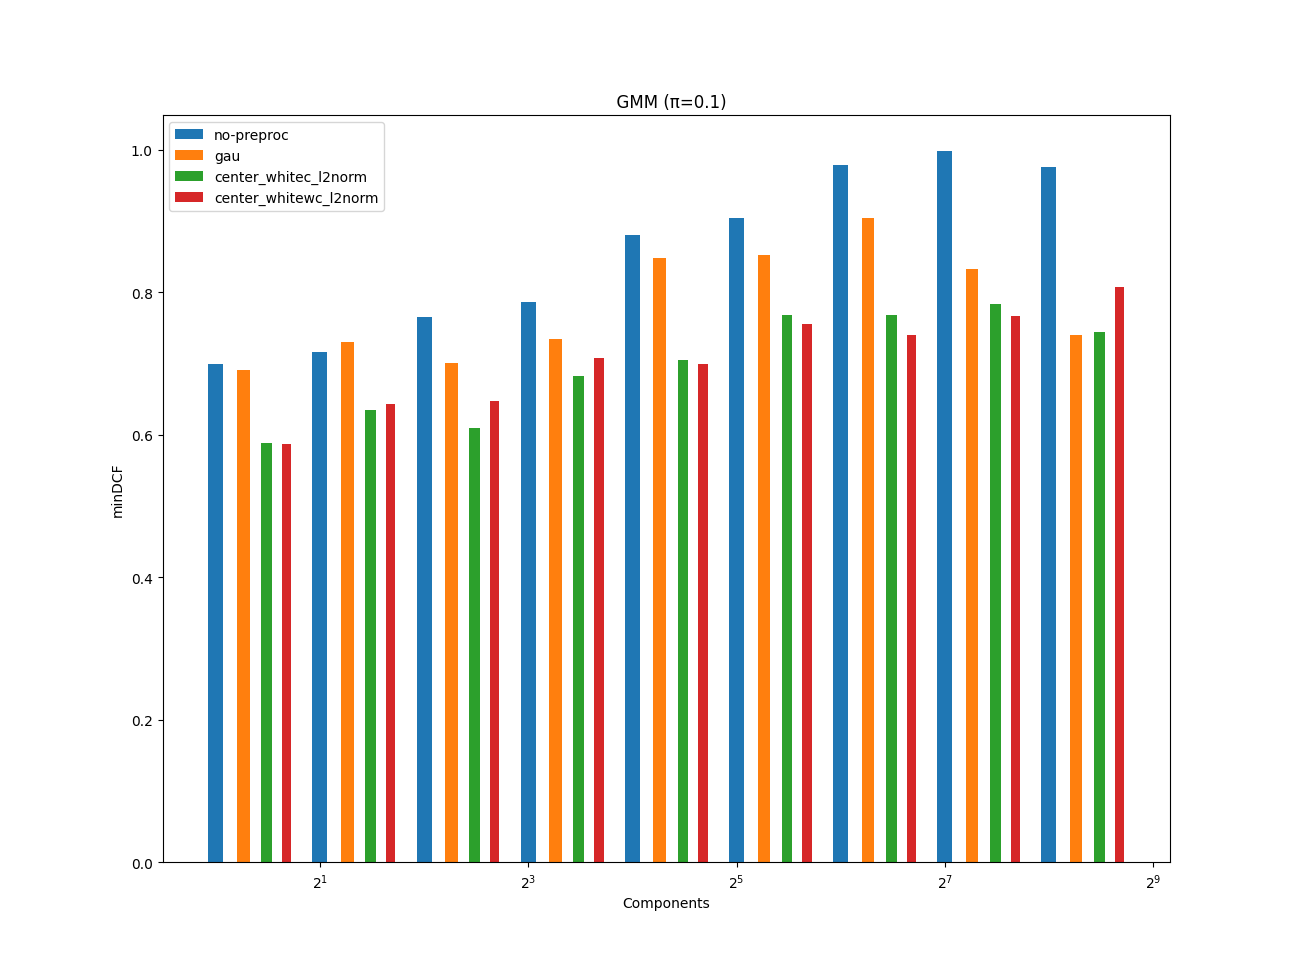 GMM (π=0.1)
no-preproc
gau
center_whitec_l2norm
center_whitewc_l2norm
1.0
0.8
0.6
0.4
0.2
0.0
minDCF
2¹ 2³ 2⁵ 2⁷ 2⁹
Components